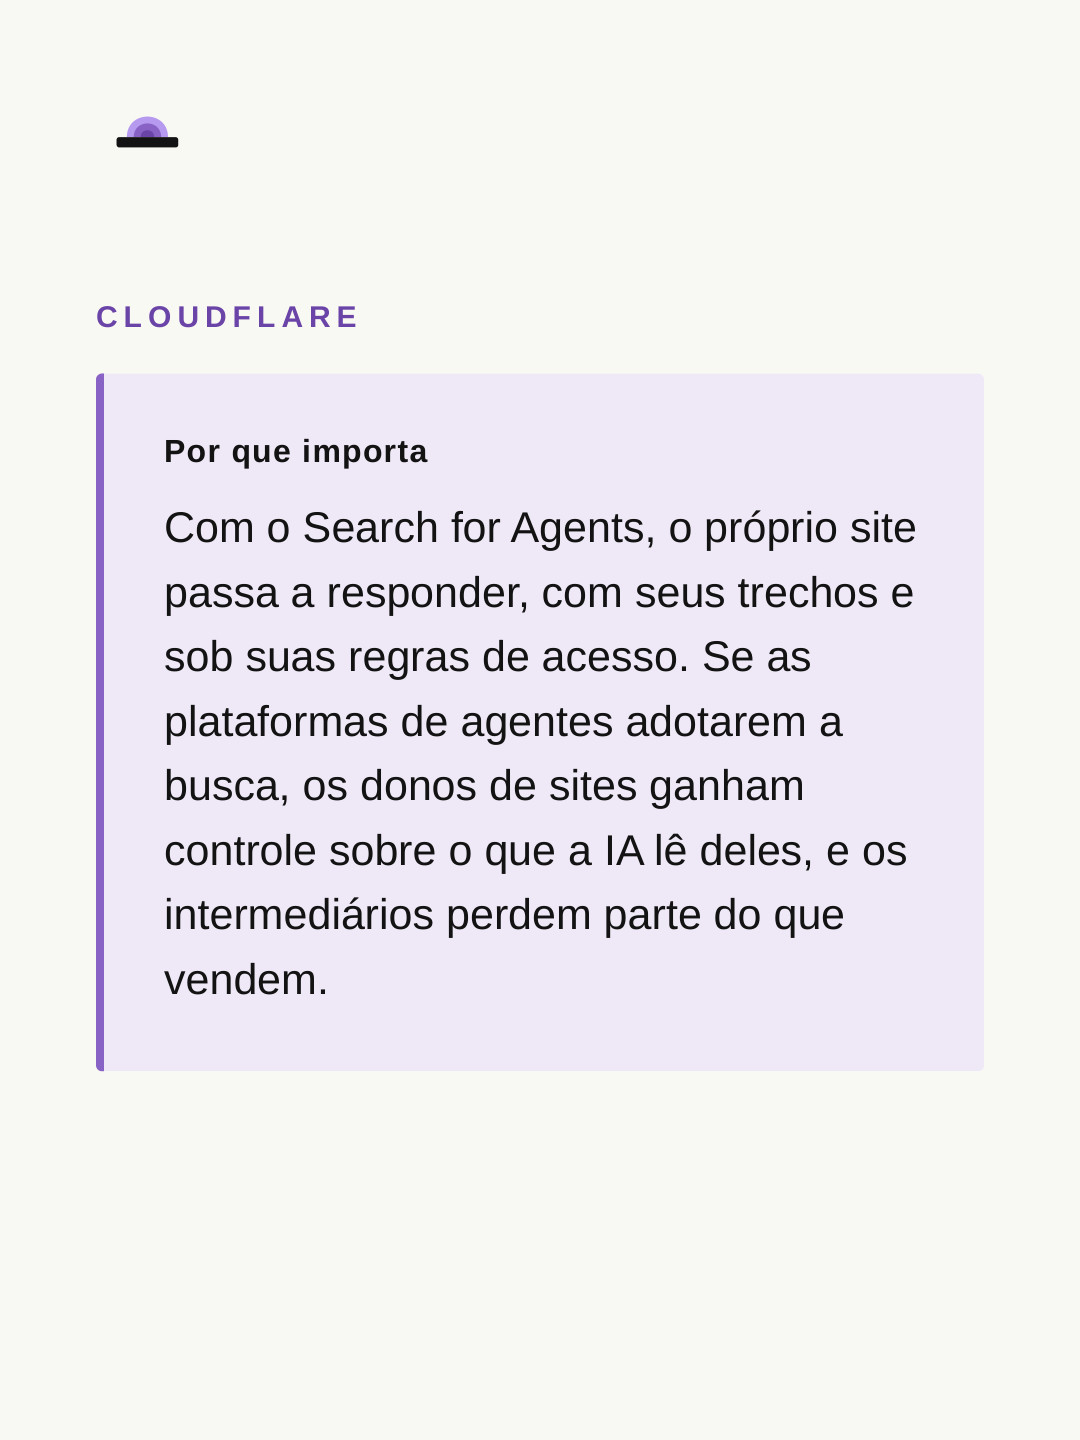 CLOUDFLARE
Por que importa
Com o Search for Agents, o próprio site
passa a responder, com seus trechos e
sob suas regras de acesso. Se as
plataformas de agentes adotarem a
busca, os donos de sites ganham
controle sobre o que a IA lê deles, e os
intermediários perdem parte do que
vendem.